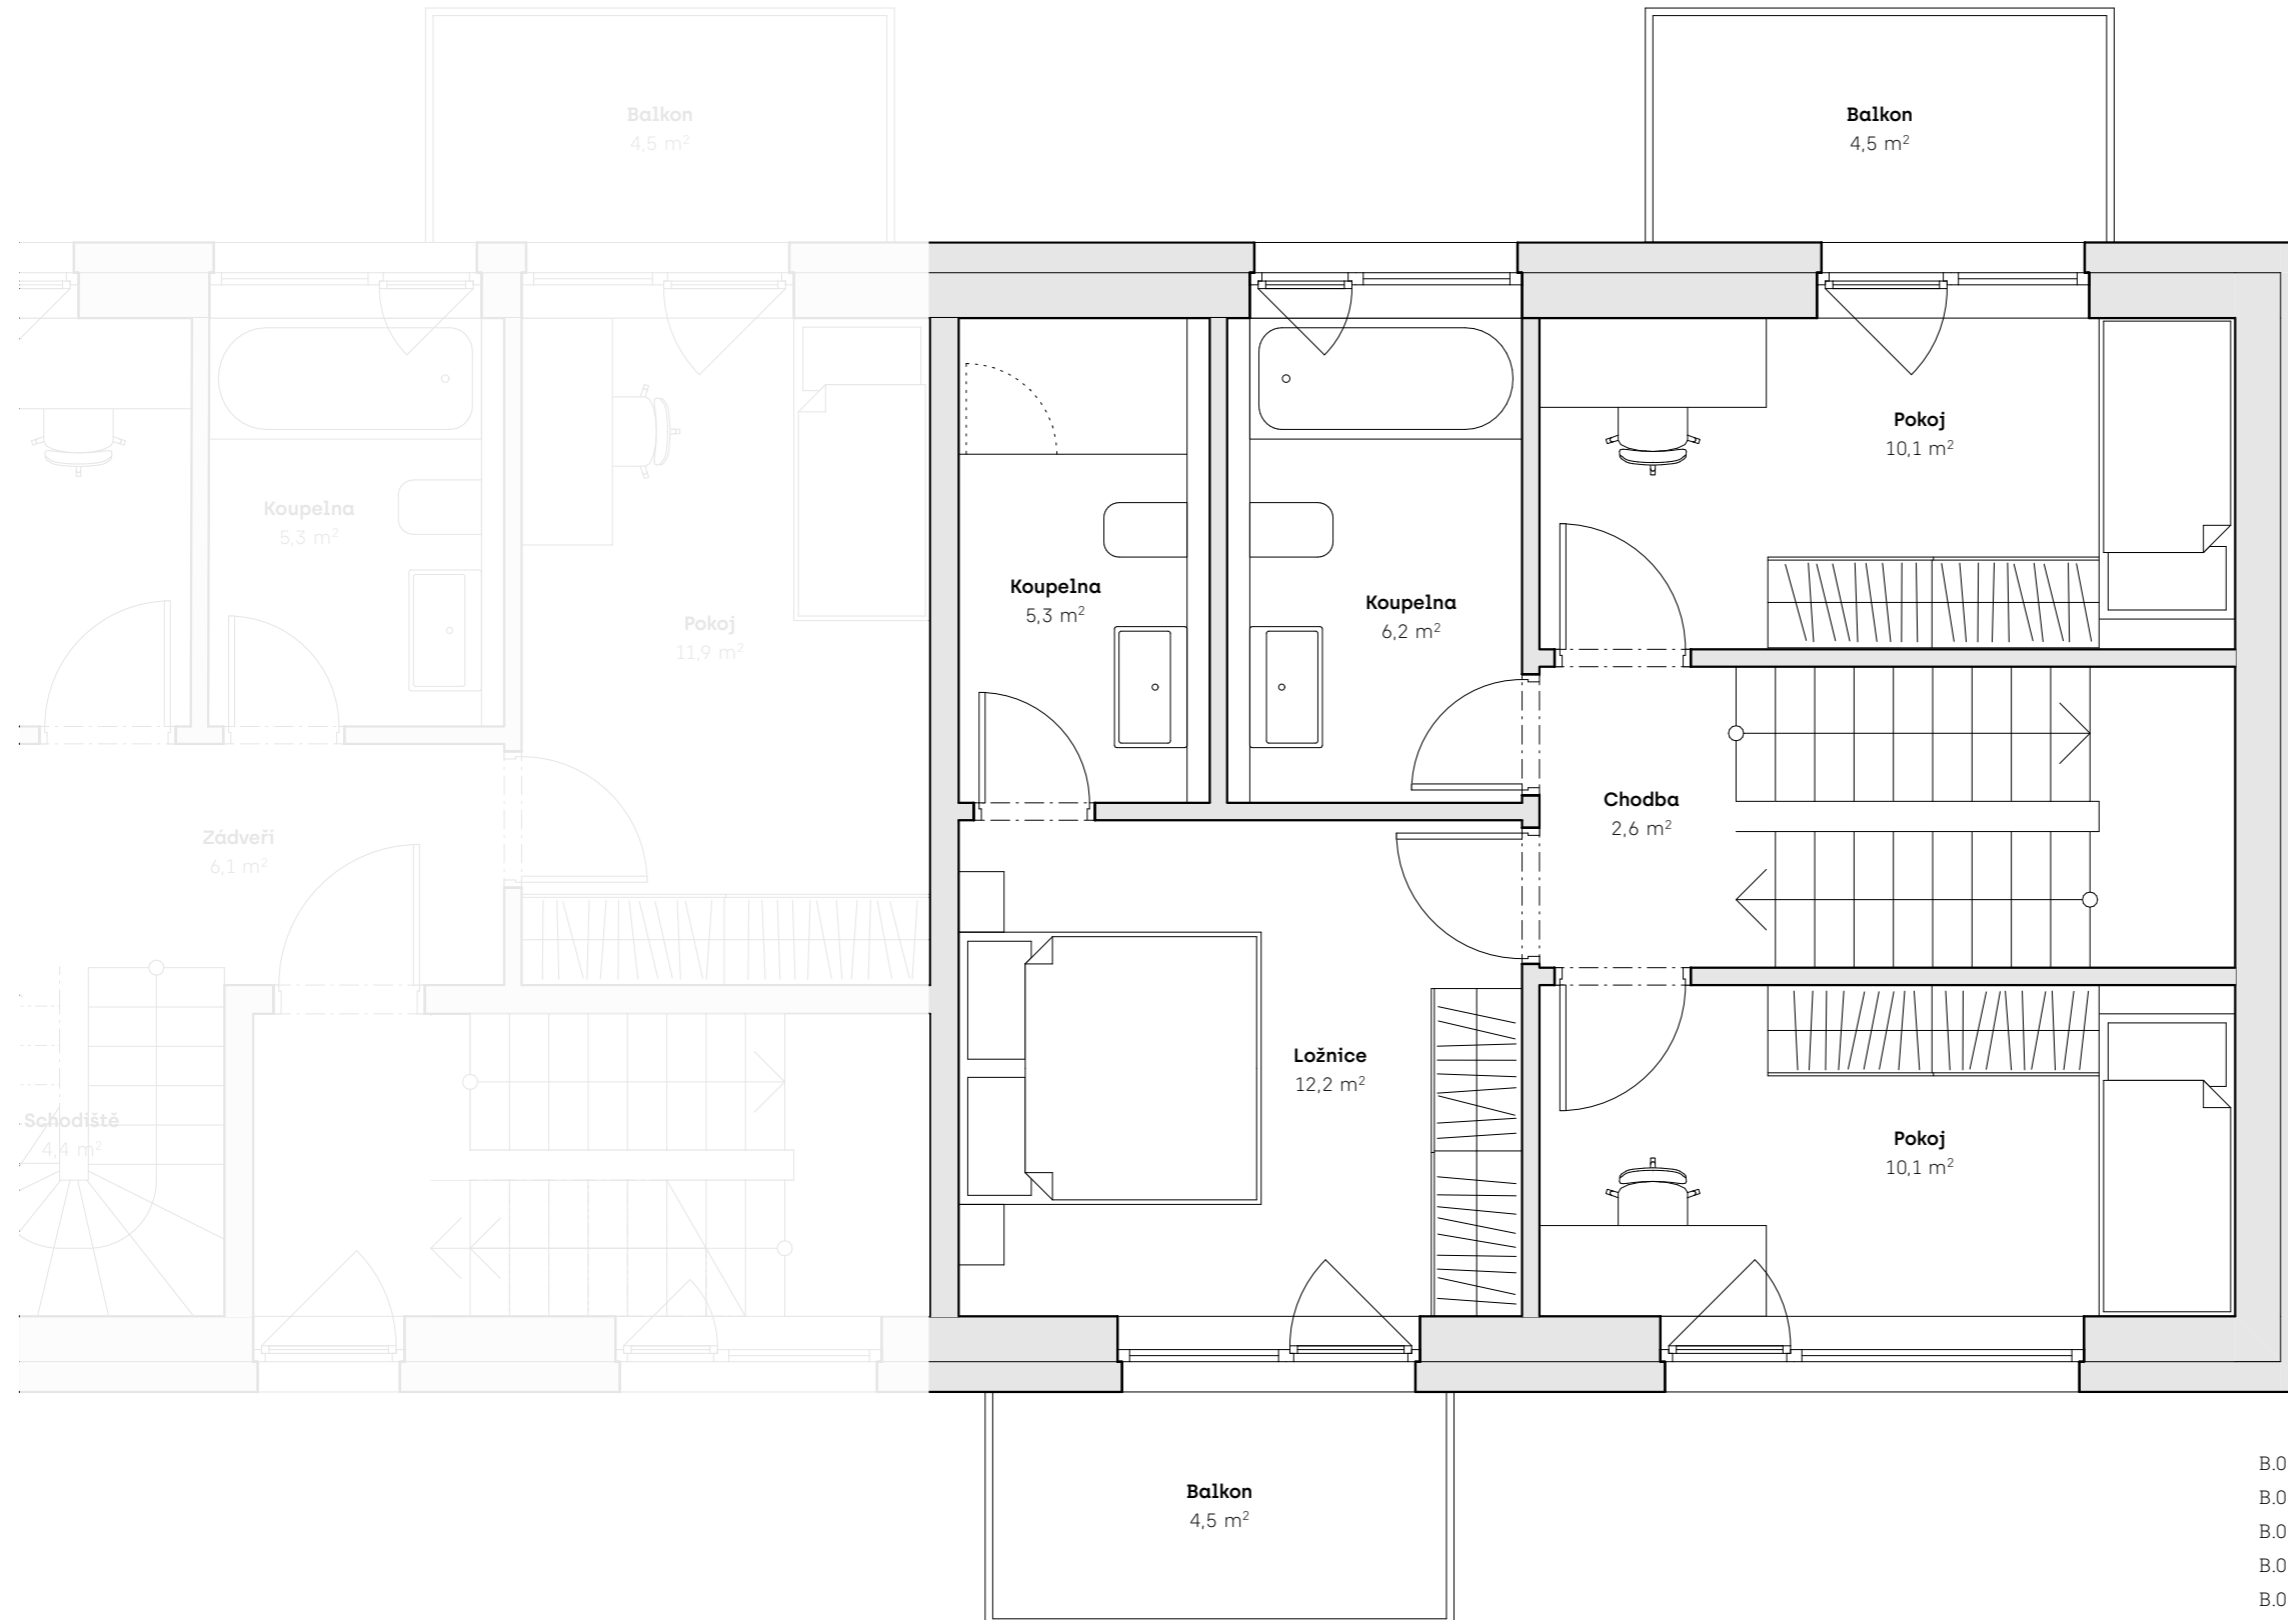 Balkon
4,5 m²
Balkon
4,5 m²
Koupelna
5,3 m²
Pokoj
11,9 m²
Zádveří
6,1 m²
Schodiště
4,4 m²
Koupelna
5,3 m²
Koupelna
6,2 m²
Pokoj
10,1 m²
Chodba
2,6 m²
Ložnice
12,2 m²
Pokoj
10,1 m²
Balkon
4,5 m²
B.0
B.0
B.0
B.0
B.0